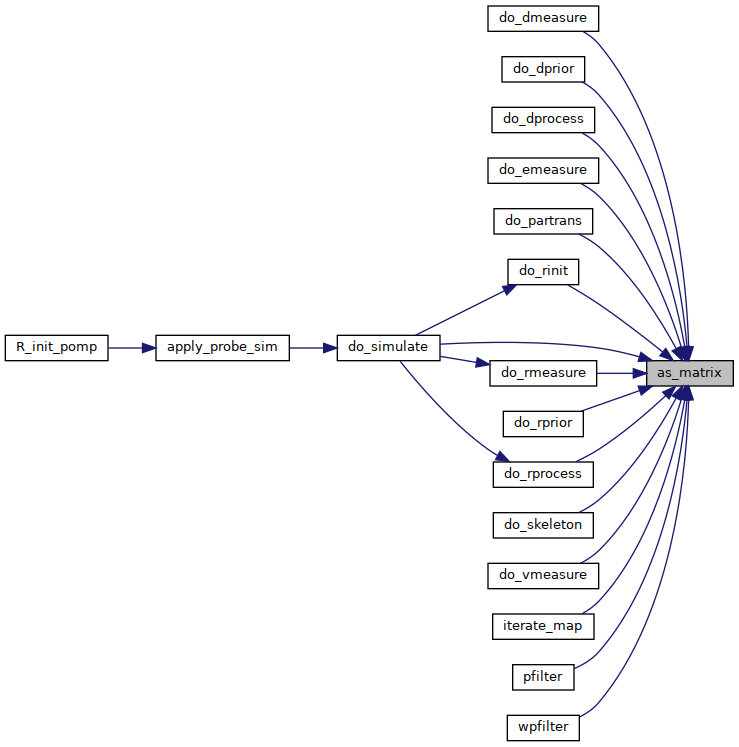 do_dmeasure
do_dprior
do_dprocess
do_emeasure
do_partrans
do_rinit
R_init_pomp
apply_probe_sim
do_simulate
do_rmeasure
as_matrix
do_rprior
do_rprocess
do_skeleton
do_vmeasure
iterate_map
pfilter
wpfilter